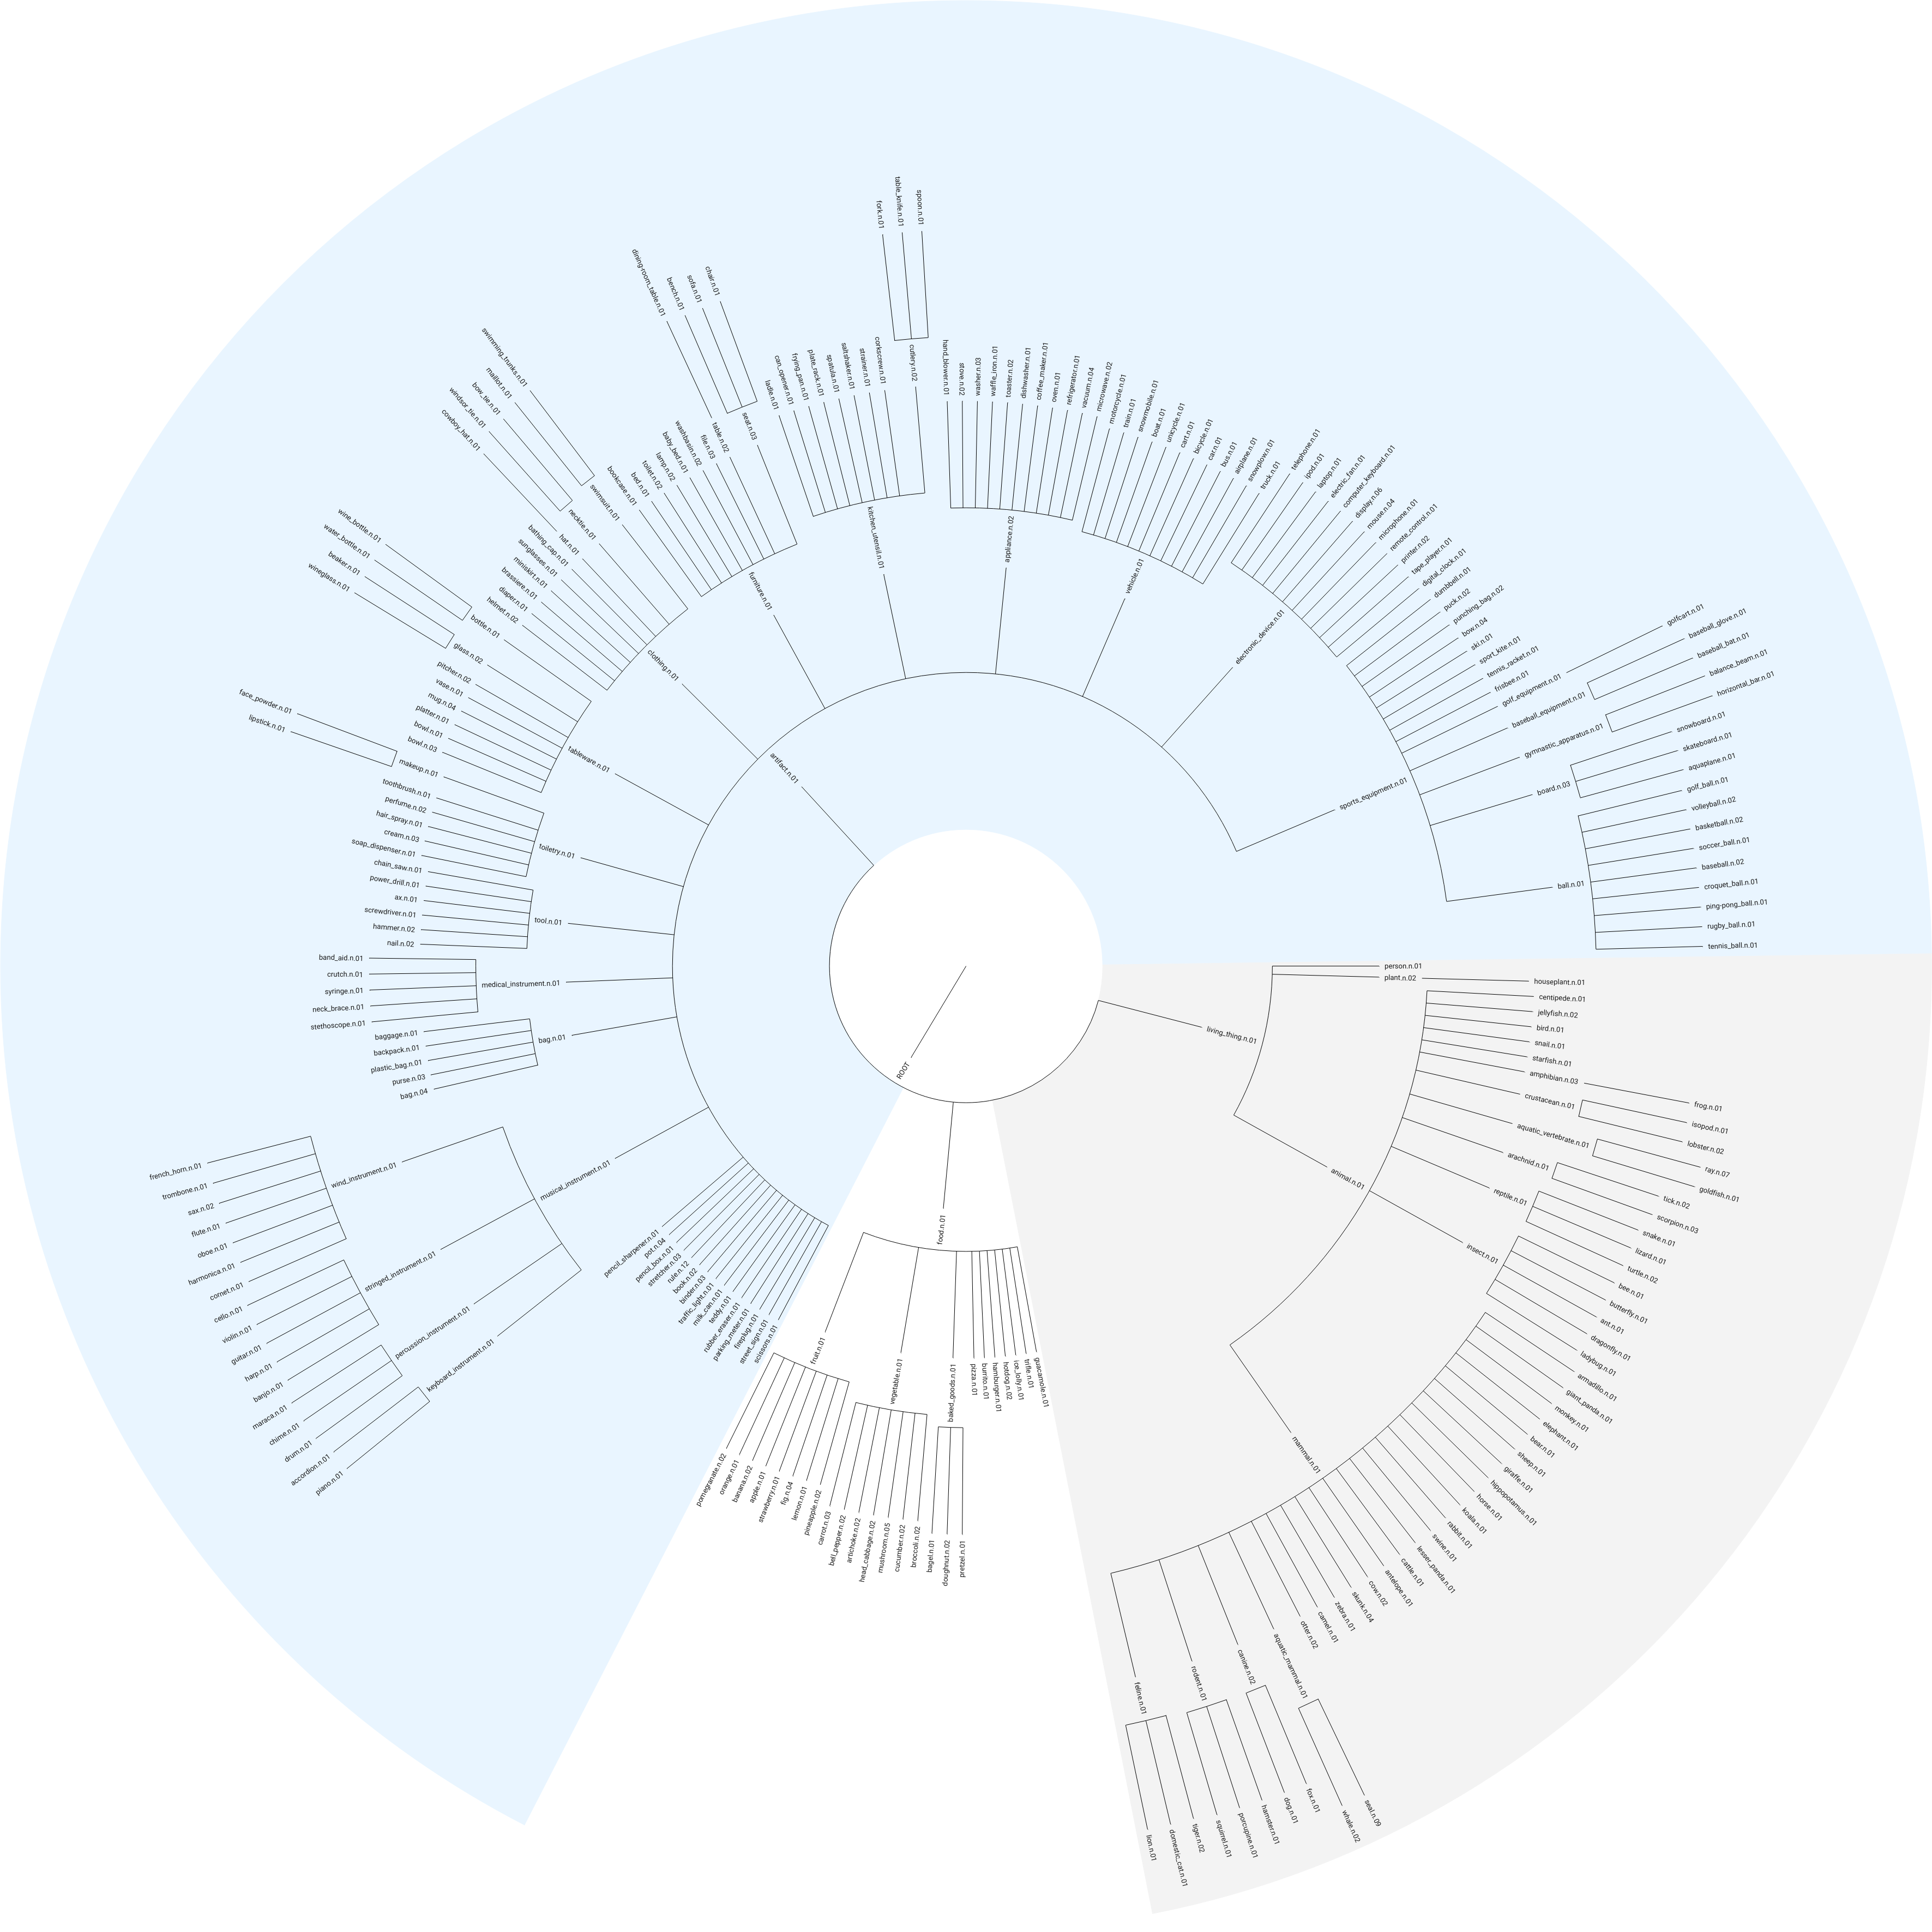 ROOT
artifact.n.01
sports_equipment.n.01
ball.n.01
tennis_ball.n.01
rugby_ball.n.01
ping-pong_ball.n.01
croquet_ball.n.01
baseball.n.02
soccer_ball.n.01
basketball.n.02
volleyball.n.02
golf_ball.n.01
board.n.03
aquaplane.n.01
skateboard.n.01
snowboard.n.01
gymnastic_apparatus.n.01
horizontal_bar.n.01
balance_beam.n.01
baseball_equipment.n.01
baseball_bat.n.01
baseball_glove.n.01
golf_equipment.n.01
golfcart.n.01
frisbee.n.01
tennis_racket.n.01
sport_kite.n.01
ski.n.01
bow.n.04
punching_bag.n.02
puck.n.02
dumbbell.n.01
electronic_device.n.01
digital_clock.n.01
tape_player.n.01
printer.n.02
remote_control.n.01
microphone.n.01
mouse.n.04
display.n.06
computer_keyboard.n.01
electric_fan.n.01
laptop.n.01
ipod.n.01
telephone.n.01
vehicle.n.01
truck.n.01
snowplow.n.01
airplane.n.01
bus.n.01
car.n.01
bicycle.n.01
cart.n.01
unicycle.n.01
boat.n.01
snowmobile.n.01
train.n.01
motorcycle.n.01
appliance.n.02
microwave.n.02
vacuum.n.04
refrigerator.n.01
oven.n.01
coffee_maker.n.01
dishwasher.n.01
toaster.n.02
waffle_iron.n.01
washer.n.03
stove.n.02
hand_blower.n.01
kitchen_utensil.n.01
cutlery.n.02
spoon.n.01
table_knife.n.01
fork.n.01
corkscrew.n.01
strainer.n.01
saltshaker.n.01
spatula.n.01
plate_rack.n.01
frying_pan.n.01
can_opener.n.01
ladle.n.01
furniture.n.01
seat.n.03
chair.n.01
sofa.n.01
bench.n.01
table.n.02
dining-room_table.n.01
file.n.03
washbasin.n.02
baby_bed.n.01
lamp.n.02
toilet.n.02
bed.n.01
bookcase.n.01
clothing.n.01
swimsuit.n.01
swimming_trunks.n.01
maillot.n.01
necktie.n.01
bow_tie.n.01
windsor_tie.n.01
hat.n.01
cowboy_hat.n.01
bathing_cap.n.01
sunglasses.n.01
miniskirt.n.01
brassiere.n.01
diaper.n.01
helmet.n.02
tableware.n.01
bottle.n.01
wine_bottle.n.01
water_bottle.n.01
glass.n.02
beaker.n.01
wineglass.n.01
pitcher.n.02
vase.n.01
mug.n.04
platter.n.01
bowl.n.01
bowl.n.03
toiletry.n.01
makeup.n.01
face_powder.n.01
lipstick.n.01
toothbrush.n.01
perfume.n.02
hair_spray.n.01
cream.n.03
soap_dispenser.n.01
tool.n.01
chain_saw.n.01
power_drill.n.01
ax.n.01
screwdriver.n.01
hammer.n.02
nail.n.02
medical_instrument.n.01
band_aid.n.01
crutch.n.01
syringe.n.01
neck_brace.n.01
stethoscope.n.01
bag.n.01
baggage.n.01
backpack.n.01
plastic_bag.n.01
purse.n.03
bag.n.04
musical_instrument.n.01
wind_instrument.n.01
french_horn.n.01
trombone.n.01
sax.n.02
flute.n.01
oboe.n.01
harmonica.n.01
cornet.n.01
stringed_instrument.n.01
cello.n.01
violin.n.01
guitar.n.01
harp.n.01
banjo.n.01
percussion_instrument.n.01
maraca.n.01
chime.n.01
drum.n.01
keyboard_instrument.n.01
accordion.n.01
piano.n.01
pencil_sharpener.n.01
pot.n.04
pencil_box.n.01
stretcher.n.03
rule.n.12
book.n.02
binder.n.03
traffic_light.n.01
milk_can.n.01
teddy.n.01
rubber_eraser.n.01
parking_meter.n.01
fireplug.n.01
street_sign.n.01
scissors.n.01
food.n.01
fruit.n.01
pomegranate.n.02
orange.n.01
banana.n.02
apple.n.01
strawberry.n.01
fig.n.04
lemon.n.01
pineapple.n.02
vegetable.n.01
carrot.n.03
bell_pepper.n.02
artichoke.n.02
head_cabbage.n.02
mushroom.n.05
cucumber.n.02
broccoli.n.02
baked_goods.n.01
bagel.n.01
doughnut.n.02
pretzel.n.01
pizza.n.01
burrito.n.01
hamburger.n.01
hotdog.n.02
ice_lolly.n.01
trifle.n.01
guacamole.n.01
living_thing.n.01
person.n.01
plant.n.02
houseplant.n.01
animal.n.01
centipede.n.01
jellyfish.n.02
bird.n.01
snail.n.01
starfish.n.01
amphibian.n.03
frog.n.01
crustacean.n.01
isopod.n.01
lobster.n.02
aquatic_vertebrate.n.01
ray.n.07
goldfish.n.01
arachnid.n.01
tick.n.02
scorpion.n.03
reptile.n.01
snake.n.01
lizard.n.01
turtle.n.02
insect.n.01
bee.n.01
butterfly.n.01
ant.n.01
dragonfly.n.01
ladybug.n.01
mammal.n.01
armadillo.n.01
giant_panda.n.01
monkey.n.01
elephant.n.01
bear.n.01
sheep.n.01
giraffe.n.01
hippopotamus.n.01
horse.n.01
koala.n.01
rabbit.n.01
swine.n.01
lesser_panda.n.01
cattle.n.01
antelope.n.01
cow.n.02
skunk.n.04
zebra.n.01
camel.n.01
otter.n.02
aquatic_mammal.n.01
seal.n.09
whale.n.02
canine.n.02
fox.n.01
dog.n.01
rodent.n.01
hamster.n.01
porcupine.n.01
squirrel.n.01
feline.n.01
tiger.n.02
domestic_cat.n.01
lion.n.01